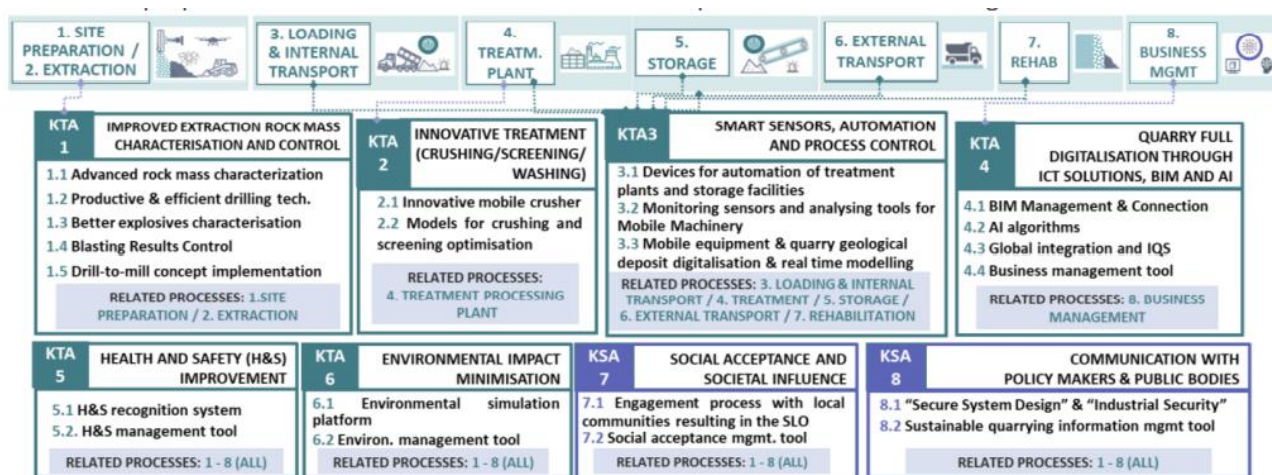 1. SITE
PREPARATION /
2. EXTRACTION
3. LOADING
& INTERNAL
TRANSPORT
4.
TREATM.
PLANT
5.
STORAGE
6. EXTERNAL
TRANSPORT
7.
REHAB
8.
BUSINESS
MGMT
KTA
1
IMPROVED EXTRACTION ROCK MASS
CHARACTERISATION AND CONTROL
1.1 Advanced rock mass characterization
1.2 Productive & efficient drilling tech.
1.3 Better explosives characterisation
1.4 Blasting Results Control
1.5 Drill-to-mill concept implementation
RELATED PROCESSES: 1.SITE
PREPARATION / 2. EXTRACTION
KTA
2
INNOVATIVE TREATMENT
(CRUSHING/SCREENING/
WASHING)
2.1 Innovative mobile crusher
2.2 Models for crushing and
screening optimisation
RELATED PROCESSES:
4. TREATMENT PROCESSING
PLANT
KTA3
SMART SENSORS, AUTOMATION
AND PROCESS CONTROL
3.1 Devices for automation of treatment
plants and storage facilities
3.2 Monitoring sensors and analysing tools for
Mobile Machinery
3.3 Mobile equipment & quarry geological
deposit digitalisation & real time modelling
RELATED PROCESSES: 3. LOADING & INTERNAL
TRANSPORT / 4. TREATMENT / 5. STORAGE /
6. EXTERNAL TRANSPORT / 7. REHABILITATION
KTA
4
QUARRY FULL
DIGITALISATION THROUGH
ICT SOLUTIONS, BIM AND AI
4.1 BIM Management & Connection
4.2 AI algorithms
4.3 Global integration and IQS
4.4 Business management tool
RELATED PROCESSES: 8. BUSINESS
MANAGEMENT
KTA
5
HEALTH AND SAFETY (H&S)
IMPROVEMENT
5.1 H&S recognition system
5.2. H&S management tool
RELATED PROCESSES: 1 - 8 (ALL)
KTA
6
ENVIRONMENTAL IMPACT
MINIMISATION
6.1 Environmental simulation
platform
6.2 Environ. management tool
RELATED PROCESSES: 1 - 8 (ALL)
KSA
7
SOCIAL ACCEPTANCE AND
SOCIETAL INFLUENCE
7.1 Engagement process with local
communities resulting in the SLO
7.2 Social acceptance mgmt. tool
RELATED PROCESSES: 1 - 8 (ALL)
KSA
8
COMMUNICATION WITH
POLICY MAKERS & PUBLIC BODIES
8.1 “Secure System Design” & “Industrial Security”
8.2 Sustainable quarrying information mgmt tool
RELATED PROCESSES: 1 - 8 (ALL)